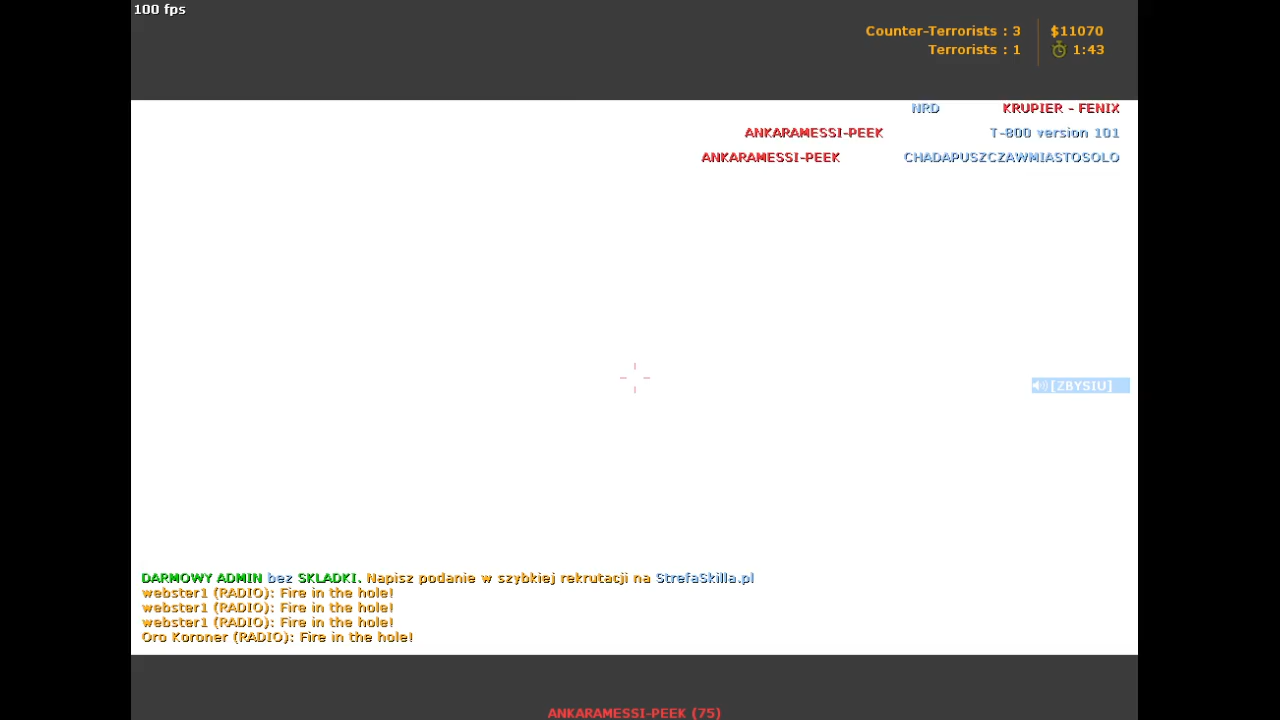 100 fps
Counter-Terrorists : 3 $11070
Terrorists : 1 1:43
NRD KRUPIER - FENIX
ANKARAMESSI-PEEK T-800 version 101
ANKARAMESSI-PEEK CHADAPUSZCZAWMIASTOSOLO
[ZBYSIU]
DARMOWY ADMIN bez SKLADKI. Napisz podanie w szybkiej rekrutacji na StrefaSkilla.pl
webster1 (RADIO): Fire in the hole!
webster1 (RADIO): Fire in the hole!
webster1 (RADIO): Fire in the hole!
Oro Koroner (RADIO): Fire in the hole!
ANKARAMESSI-PEEK (75)